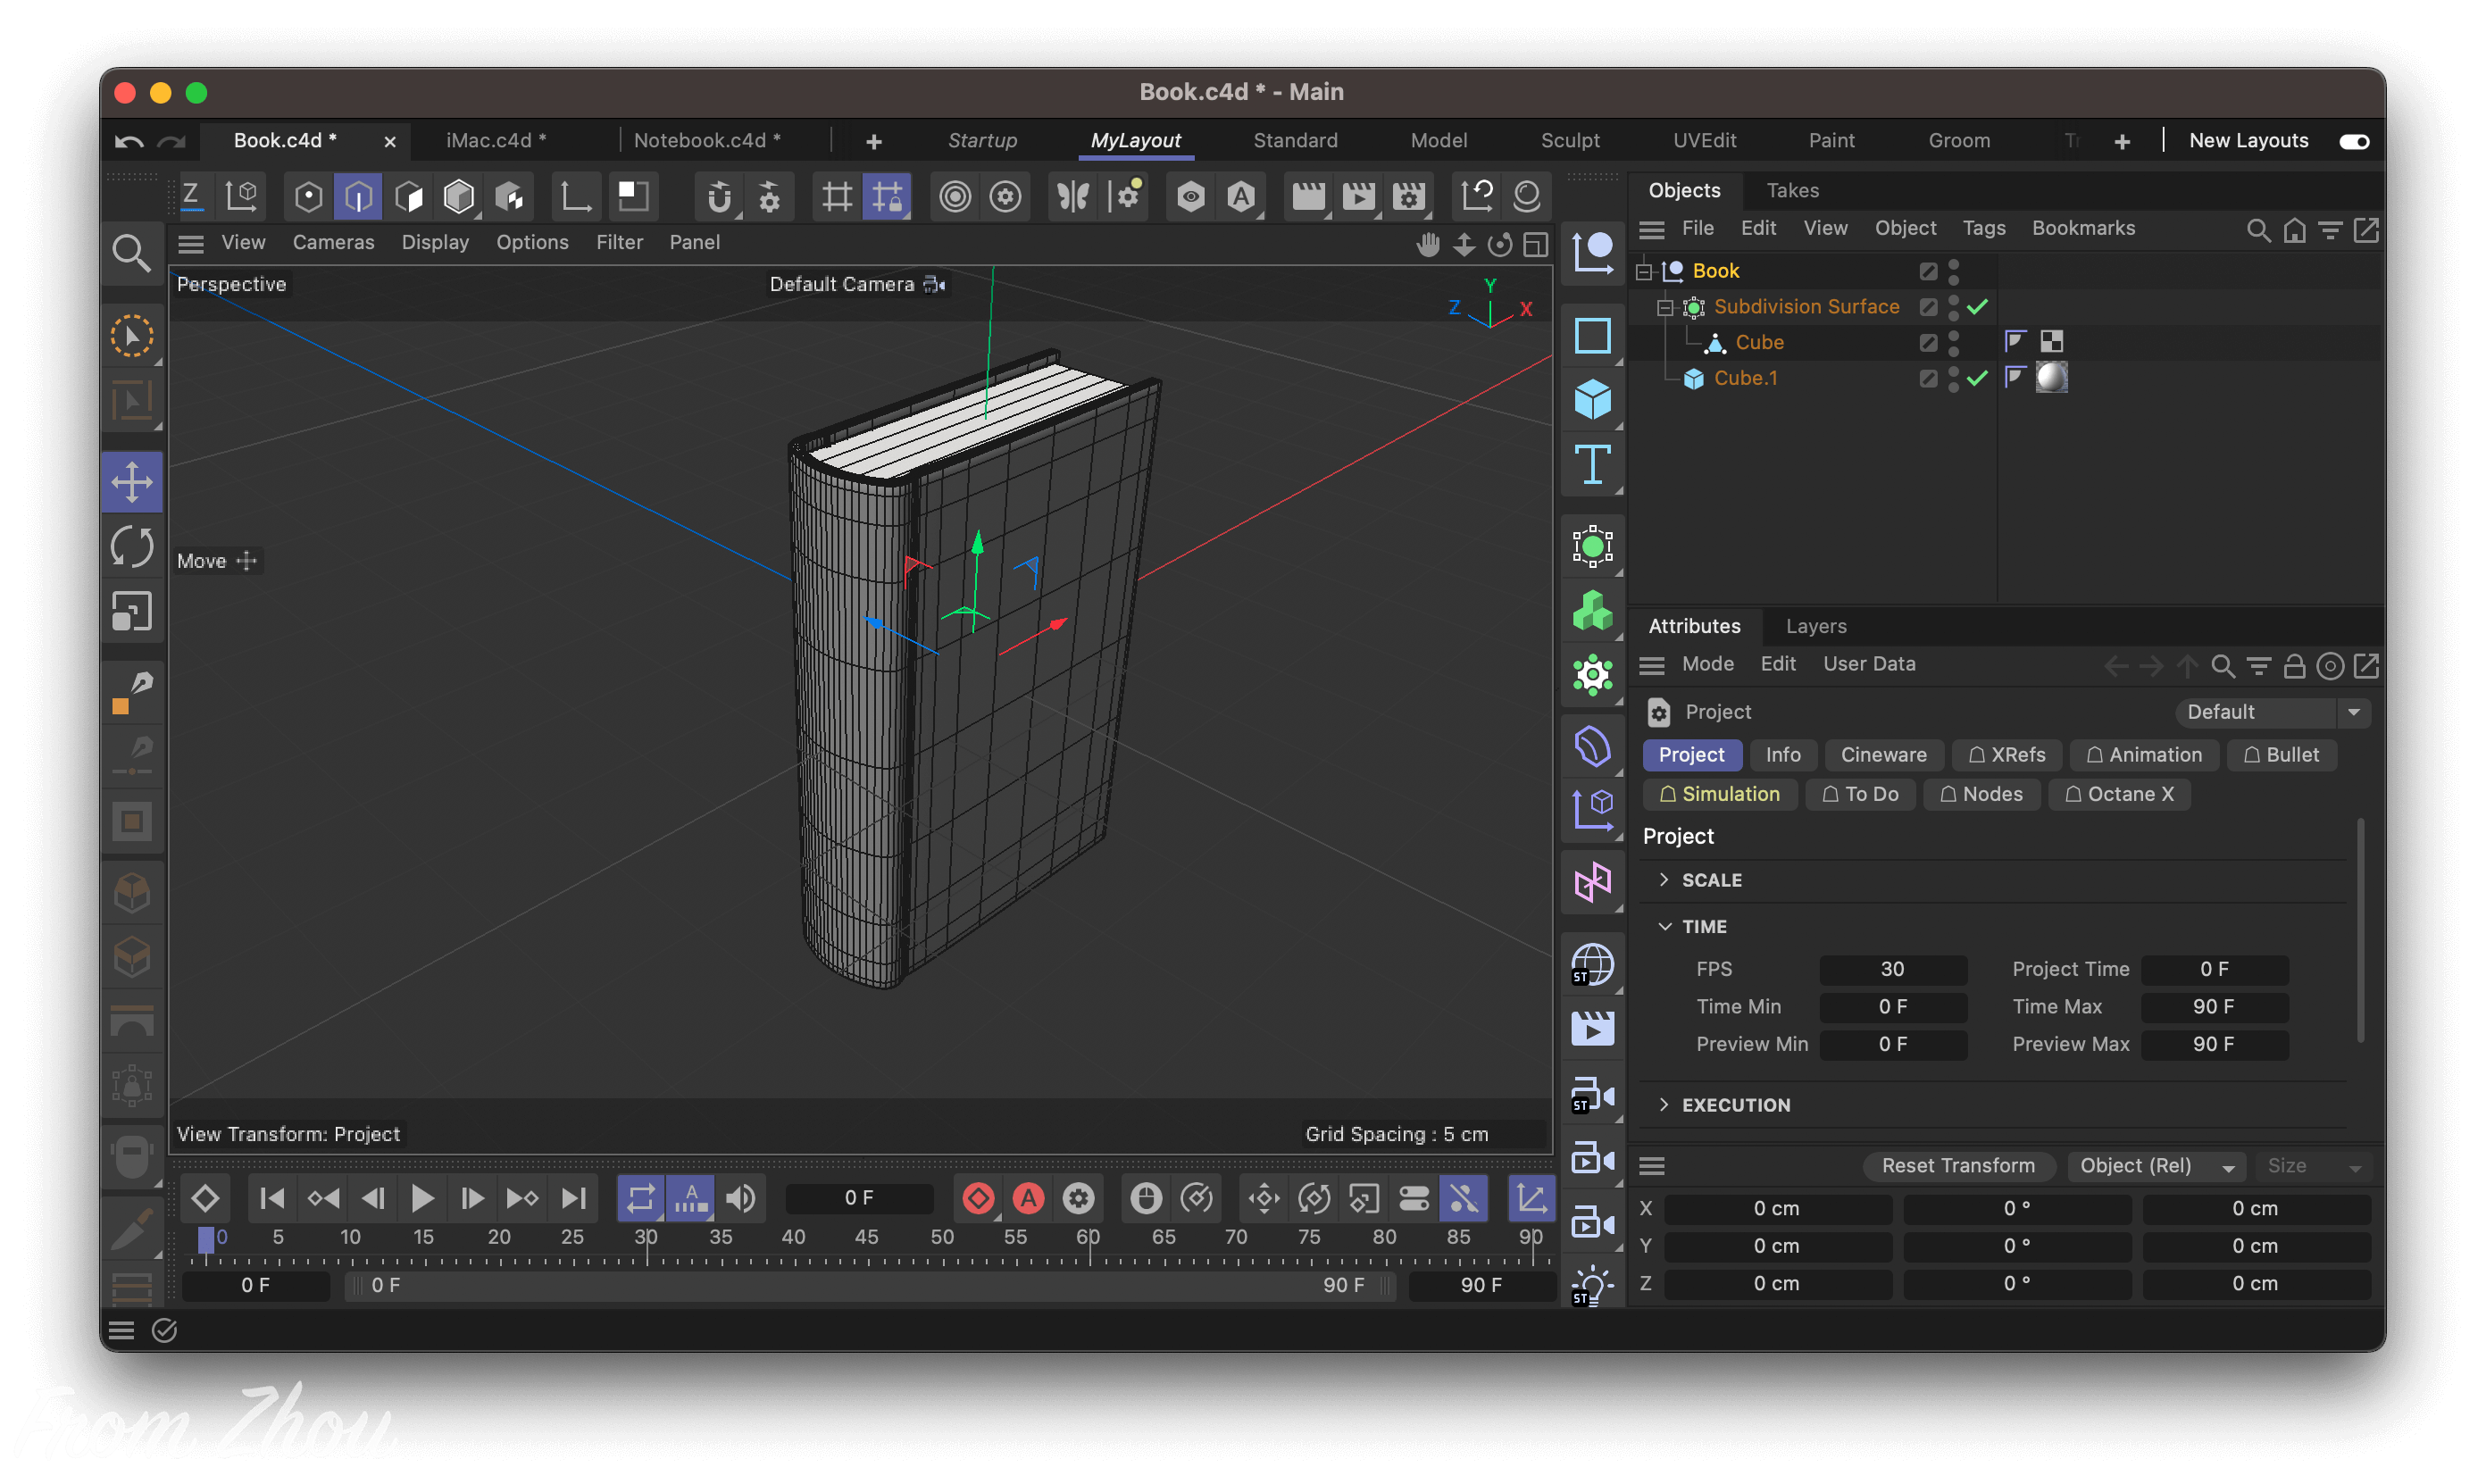 Book.c4d * - Main
Book.c4d * iMac.c4d * Notebook.c4d * Startup MyLayout Standard Model Sculpt UVEdit Paint Groom New Layouts
Z
A
Objects Takes
View Cameras Display Options Filter Panel
File Edit View Object Tags Bookmarks
Perspective
Default Camera
Y
Z
X
Book
Subdivision Surface
Cube
Cube.1
T
Move
Attributes Layers
Mode Edit User Data
Project Default
Project Info Cineware XRefs Animation Bullet
Simulation To Do Nodes Octane X
Project
SCALE
TIME
FPS 30 Project Time 0 F
Time Min 0 F Time Max 90 F
Preview Min 0 F Preview Max 90 F
EXECUTION
ST
ST
ST
View Transform: Project
Grid Spacing : 5 cm
A
0 F
A
0 5 10 15 20 25 30 35 40 45 50 55 60 65 70 75 80 85 90
0 F 0 F 90 F 90 F
Reset Transform Object (Rel) Size
X 0 cm 0 ° 0 cm
Y 0 cm 0 ° 0 cm
Z 0 cm 0 ° 0 cm
From Zhou